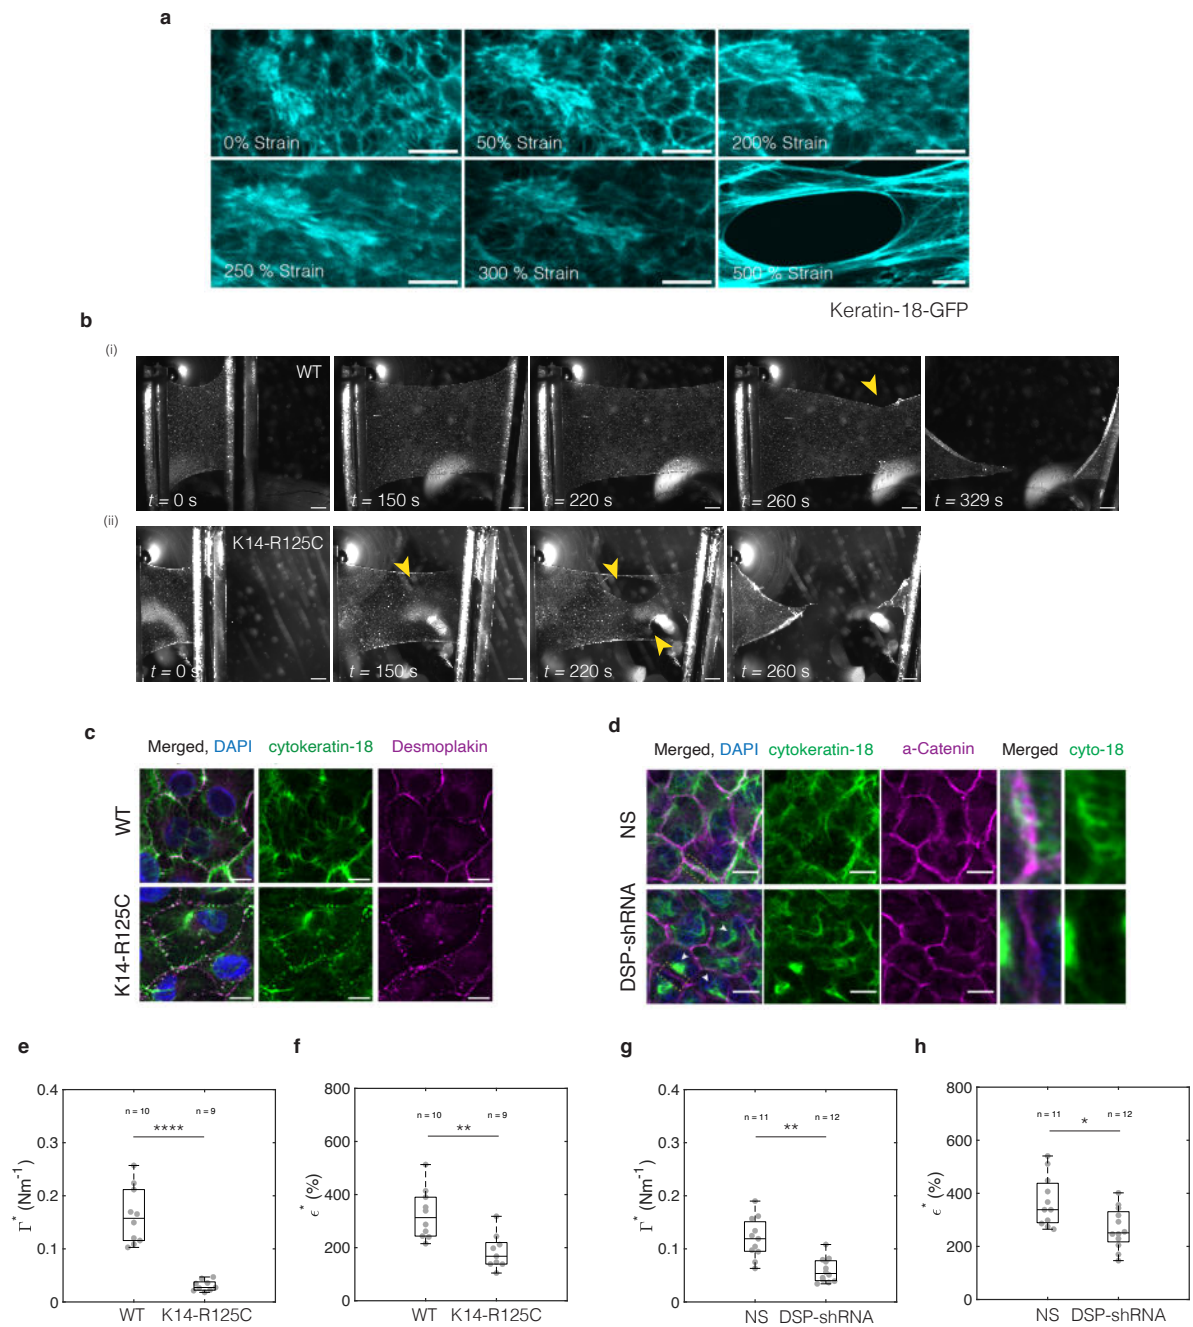 a
0% Strain
50% Strain
200% Strain
250 % Strain
300 % Strain
500 % Strain
Keratin-18-GFP
b
(i)
WT
t = 0 s
t = 150 s
t = 220 s
t = 260 s
t = 329 s
(ii)
K14-R125C
t = 0 s
t = 150 s
t = 220 s
t = 260 s
c
Merged, DAPI cytokeratin-18 Desmoplakin
WT
K14-R125C
d
Merged, DAPI cytokeratin-18 a-Catenin Merged cyto-18
NS
DSP-shRNA
e
0.4
0.3
0.2
0.1
0
Γ* (Nm⁻¹)
n = 10 n = 9
****
WT K14-R125C
f
800
600
400
200
0
ϵ* (%)
n = 10 n = 9
**
WT K14-R125C
g
0.4
0.3
0.2
0.1
0
Γ* (Nm⁻¹)
n = 11 n = 12
**
NS DSP-shRNA
h
800
600
400
200
0
ϵ* (%)
n = 11 n = 12
*
NS DSP-shRNA